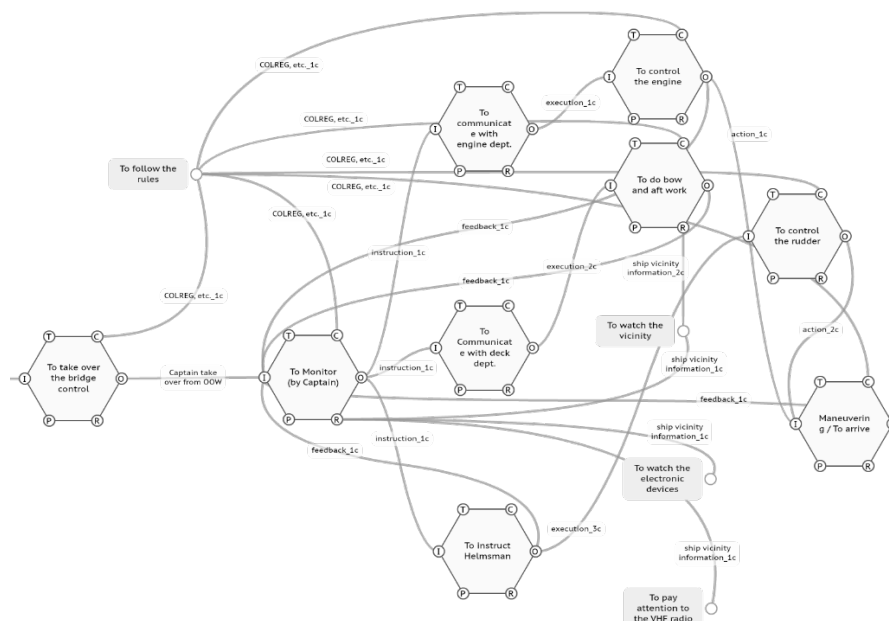 T
C
I
O
P
R
To control
the engine
COLREG, etc._1c
T
C
I
O
P
R
To
communicat
e with
engine dept.
execution_1c
COLREG, etc._1c
action_1c
To follow the
rules
COLREG, etc._1c
COLREG, etc._1c
T
C
I
O
P
R
To do bow
and aft work
COLREG, etc._1c
T
C
I
O
P
R
To control
the rudder
feedback_1c
instruction_1c
execution_2c
ship vicinity
information_2c
feedback_1c
COLREG, etc._1c
T
C
I
O
P
R
To
Communicat
e with deck
dept.
To watch the
vicinity
action_2c
T
C
I
O
P
R
To take over
the bridge
control
Captain take
over from OOW
T
C
I
O
P
R
To Monitor
(by Captain)
instruction_1c
ship vicinity
information_1c
feedback_1c
T
C
I
P
R
Maneuverin
g / To arrive
instruction_1c
ship vicinity
information_1c
feedback_1c
To watch the
electronic
devices
T
C
I
O
P
R
To instruct
Helmsman
execution_3c
ship vicinity
information_1c
To pay
attention to
the VHF radio